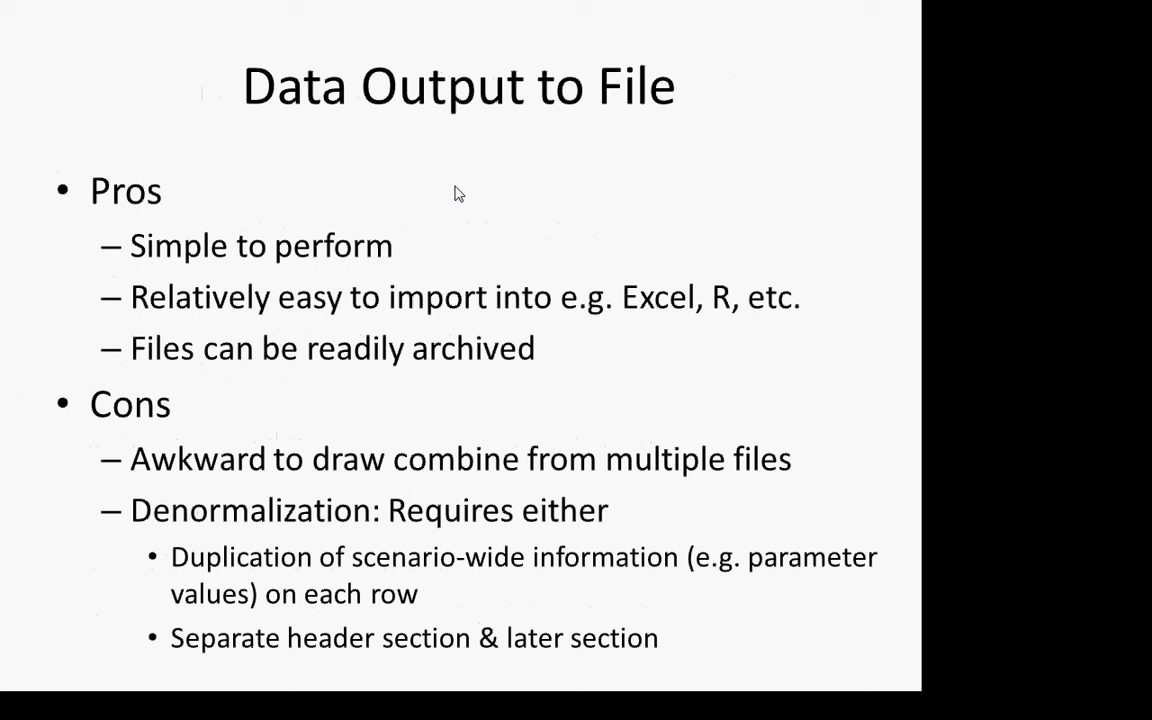 Data Output to File
• Pros
– Simple to perform
– Relatively easy to import into e.g. Excel, R, etc.
– Files can be readily archived
• Cons
– Awkward to draw combine from multiple files
– Denormalization: Requires either
• Duplication of scenario-wide information (e.g. parameter
values) on each row
• Separate header section & later section